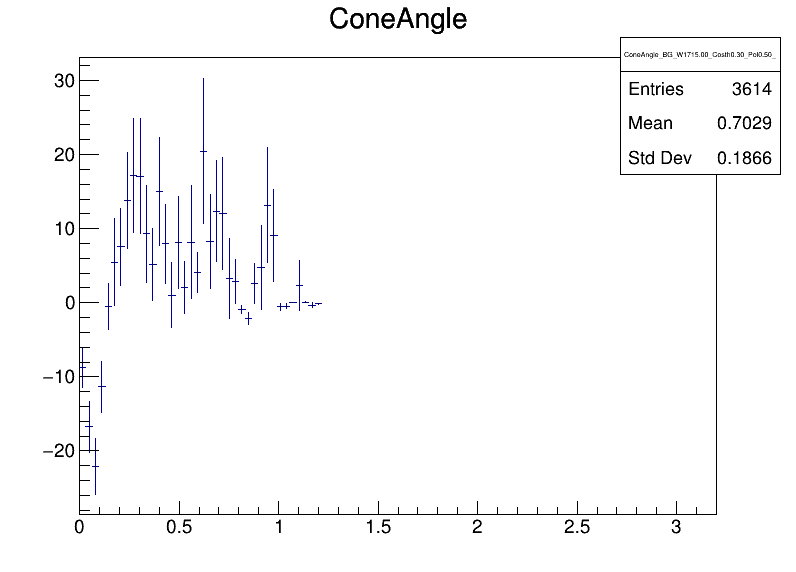 ConeAngle
ConeAngle_BG_W1715.00_Costh0.30_Pol0.50_
Entries 3614
Mean 0.7029
Std Dev 0.1866
30
20
10
0
−10
−20
0 0.5 1 1.5 2 2.5 3